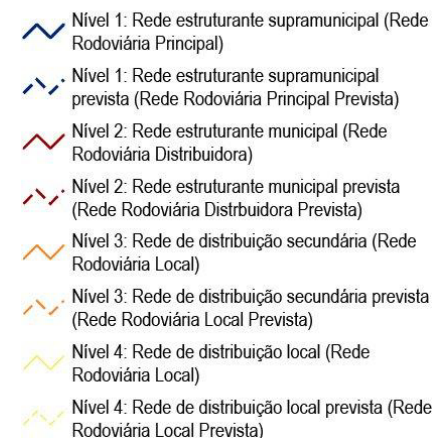 Nível 1: Rede estruturante supramunicipal (Rede
Rodoviária Principal)
Nível 1: Rede estruturante supramunicipal
prevista (Rede Rodoviária Principal Prevista)
Nível 2: Rede estruturante municipal (Rede
Rodoviária Distribuidora)
Nível 2: Rede estruturante municipal prevista
(Rede Rodoviária Distrbuidora Prevista)
Nível 3: Rede de distribuição secundária (Rede
Rodoviária Local)
Nível 3: Rede de distribuição secundária prevista
(Rede Rodoviária Local Prevista)
Nível 4: Rede de distribuição local (Rede
Rodoviária Local)
Nível 4: Rede de distribuição local prevista (Rede
Rodoviária Local Prevista)